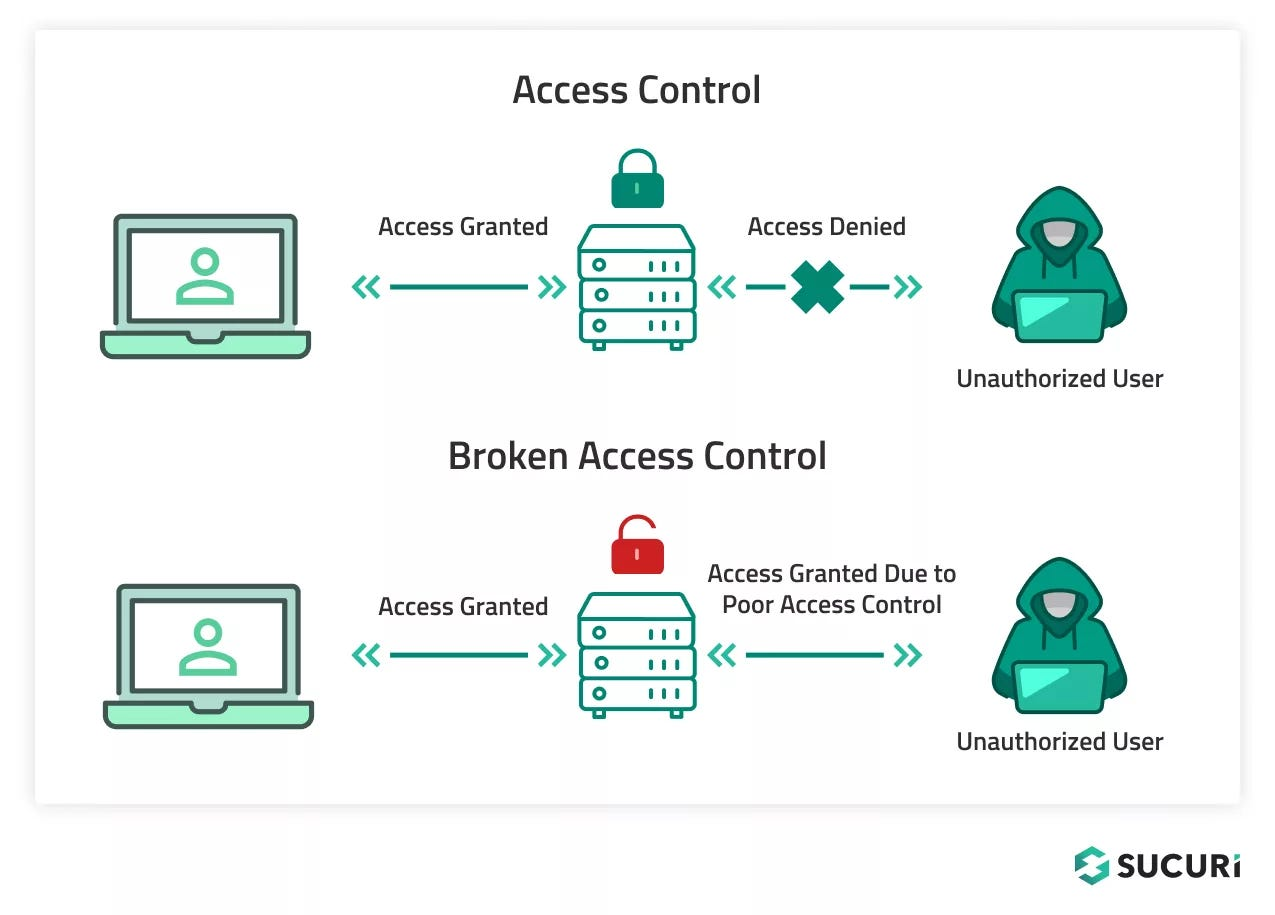 Access Control
Access Granted
Access Denied
Unauthorized User
Broken Access Control
Access Granted
Access Granted Due to
Poor Access Control
Unauthorized User
SUCURi